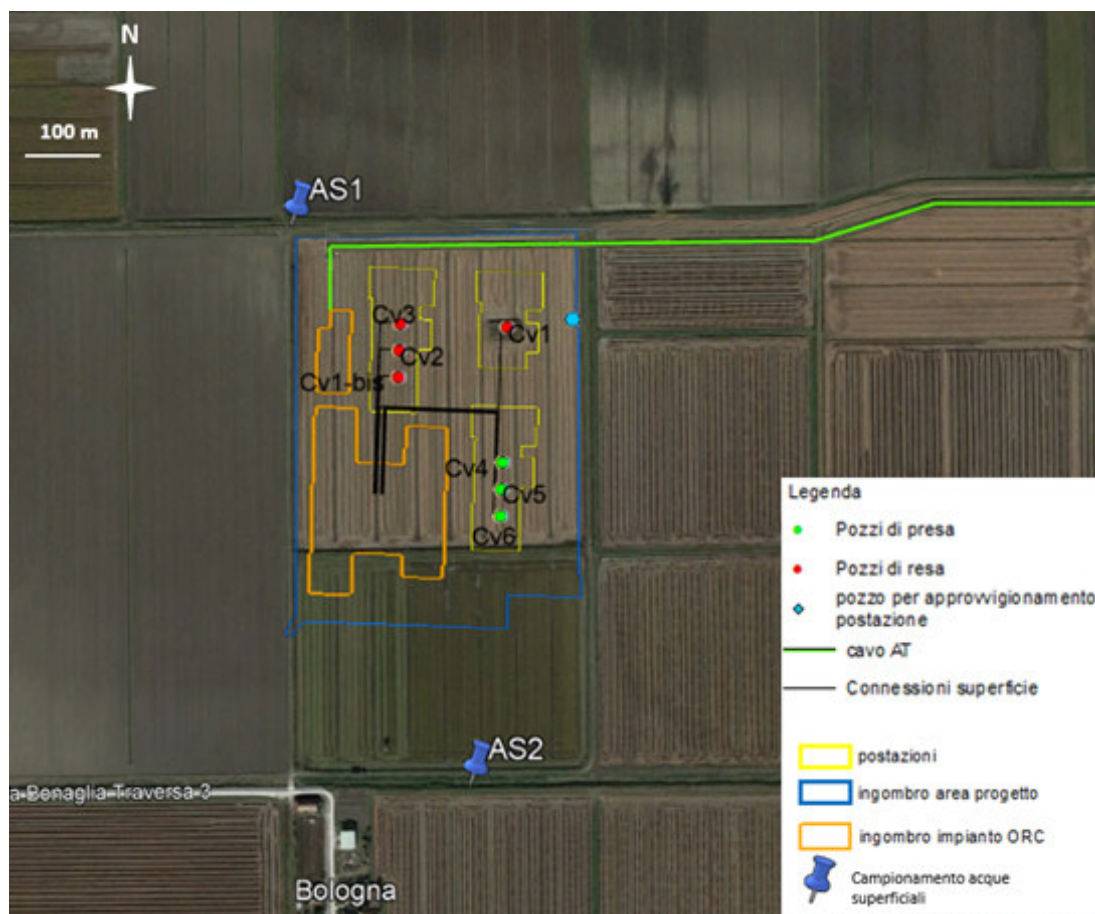 N
100 m
AS1
Cv3
Cv1
Cv2
Cv1-bis
Cv4
Cv5
Cv6
Legenda
Pozzi di presa
Pozzi di resa
pozzo per approvvigionamento
postazione
cavo AT
Connessioni superficie
postazioni
ingombro area progetto
ingombro impianto ORC
Campionamento acque
superficiali
AS2
a Benaglia Traversa 3
Bologna